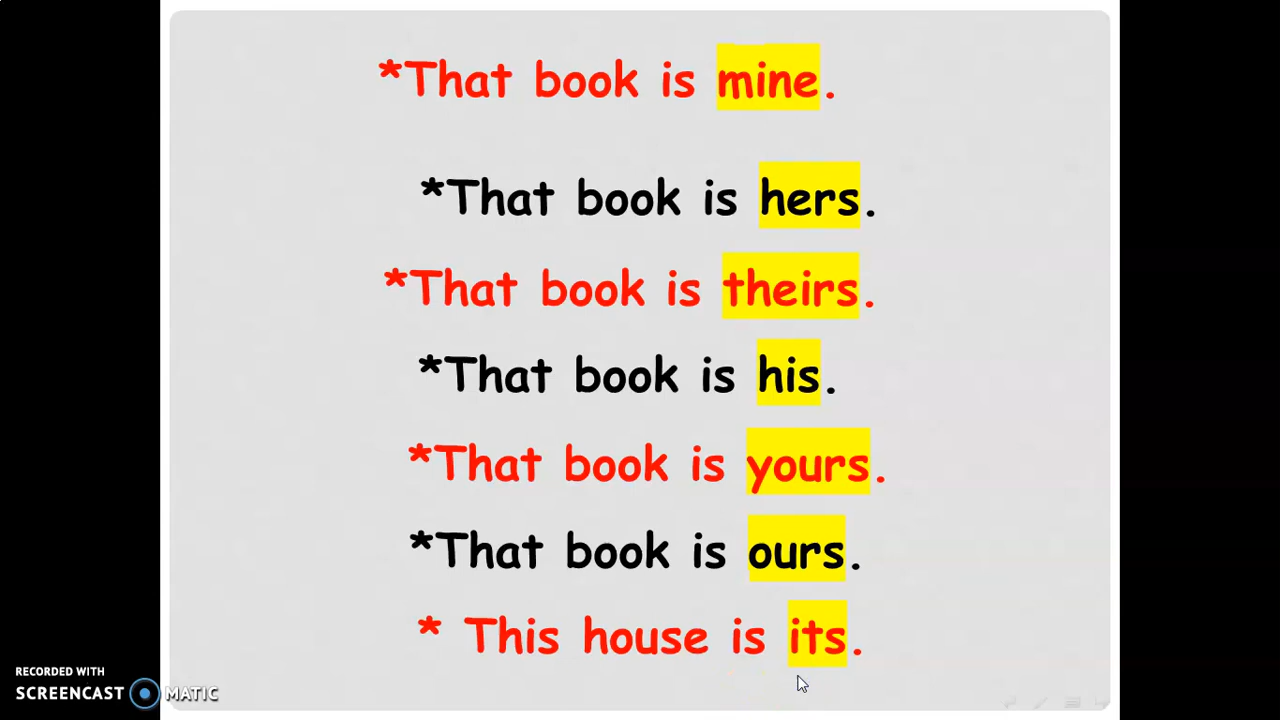 *That book is mine.
*That book is hers.
*That book is theirs.
*That book is his.
*That book is yours.
*That book is ours.
* This house is its.
RECORDED WITH
SCREENCAST MATIC